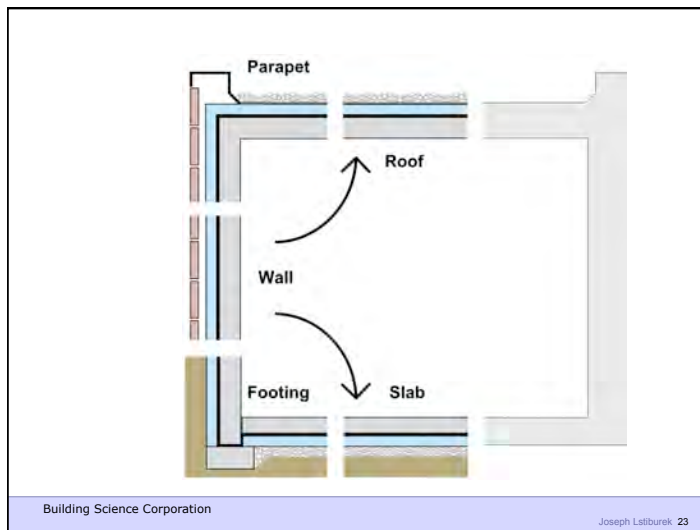 Parapet
Roof
Wall
Footing Slab
Building Science Corporation
Joseph Lstiburek 23